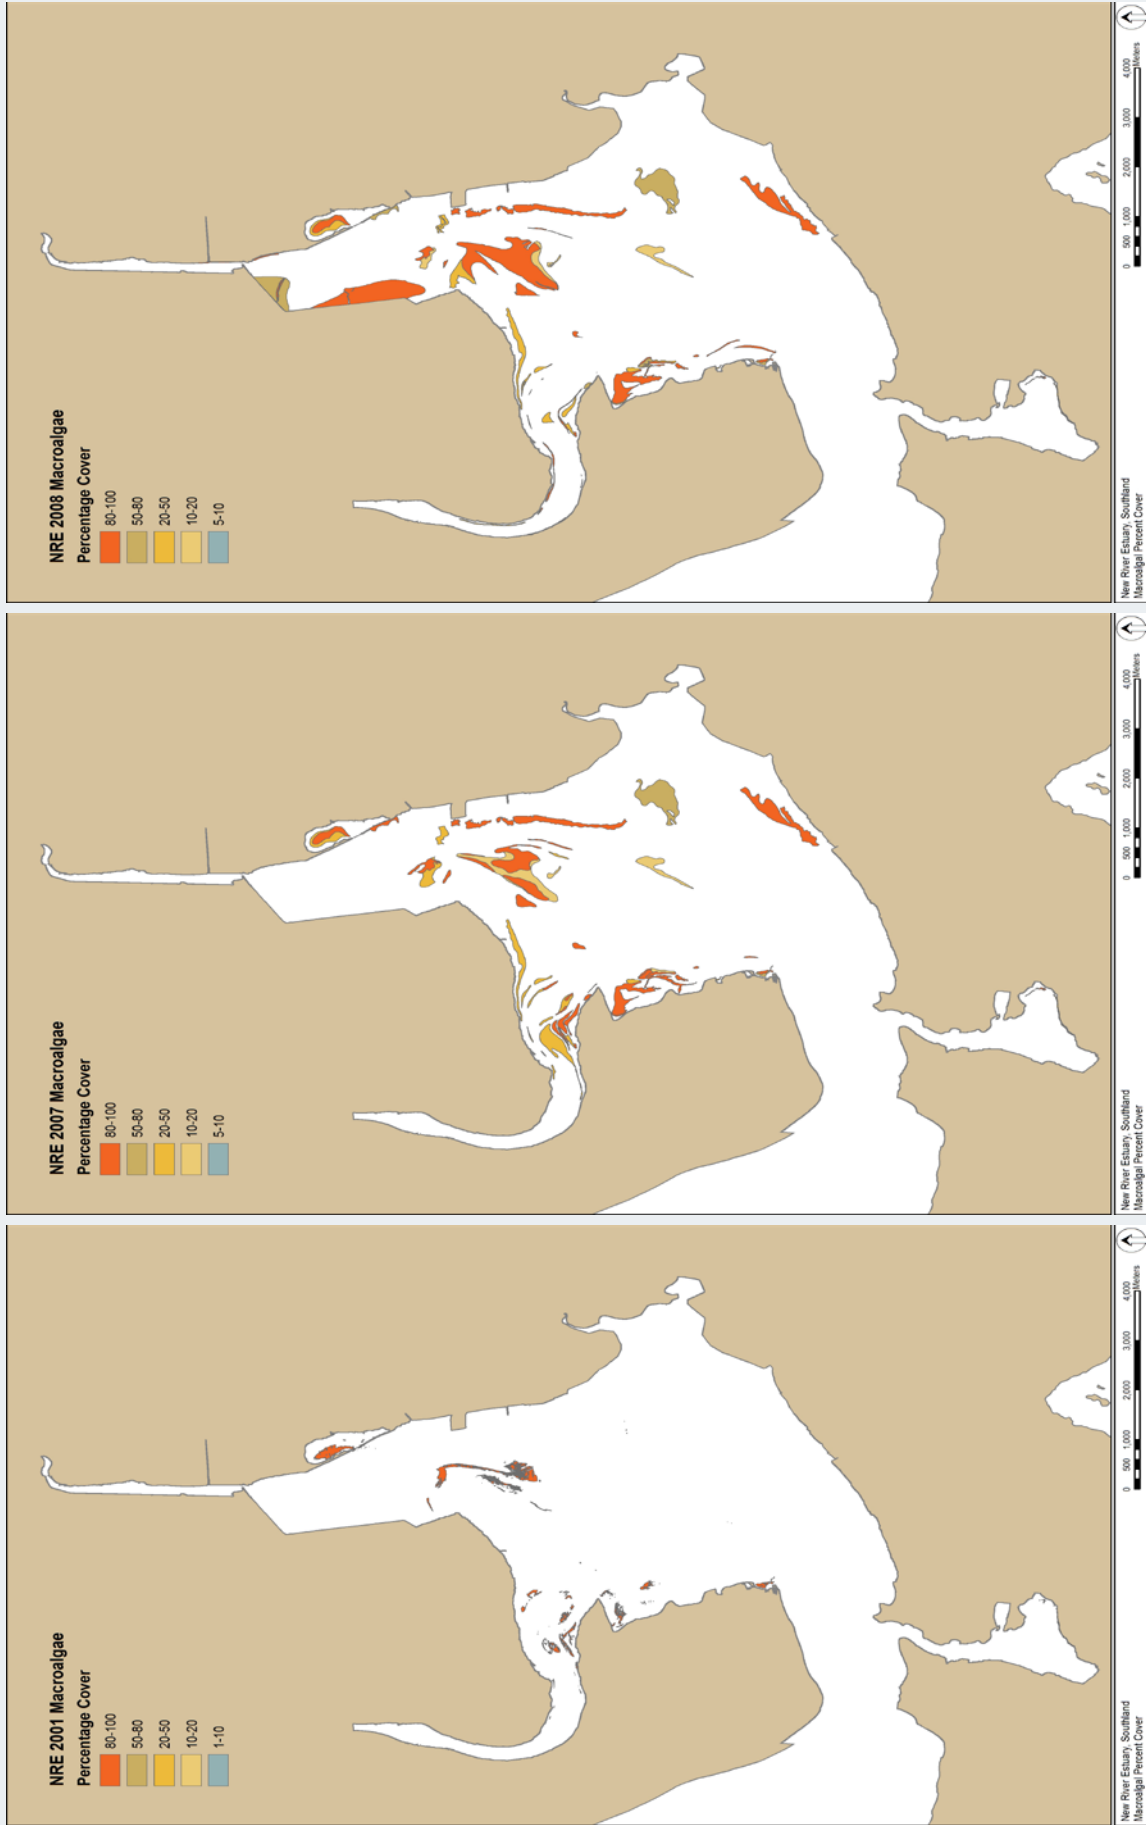 NRE 2008 Macroalgae
Percentage Cover
80-100
50-80
20-50
10-20
5-10
New River Estuary, Southland
Macroalgal Percent Cover
0 500 1,000 2,000 3,000 4,000
Meters
NRE 2007 Macroalgae
Percentage Cover
80-100
50-80
20-50
10-20
5-10
New River Estuary, Southland
Macroalgal Percent Cover
0 500 1,000 2,000 3,000 4,000
Meters
NRE 2001 Macroalgae
Percentage Cover
80-100
50-80
20-50
10-20
1-10
New River Estuary, Southland
Macroalgal Percent Cover
0 500 1,000 2,000 3,000 4,000
Meters